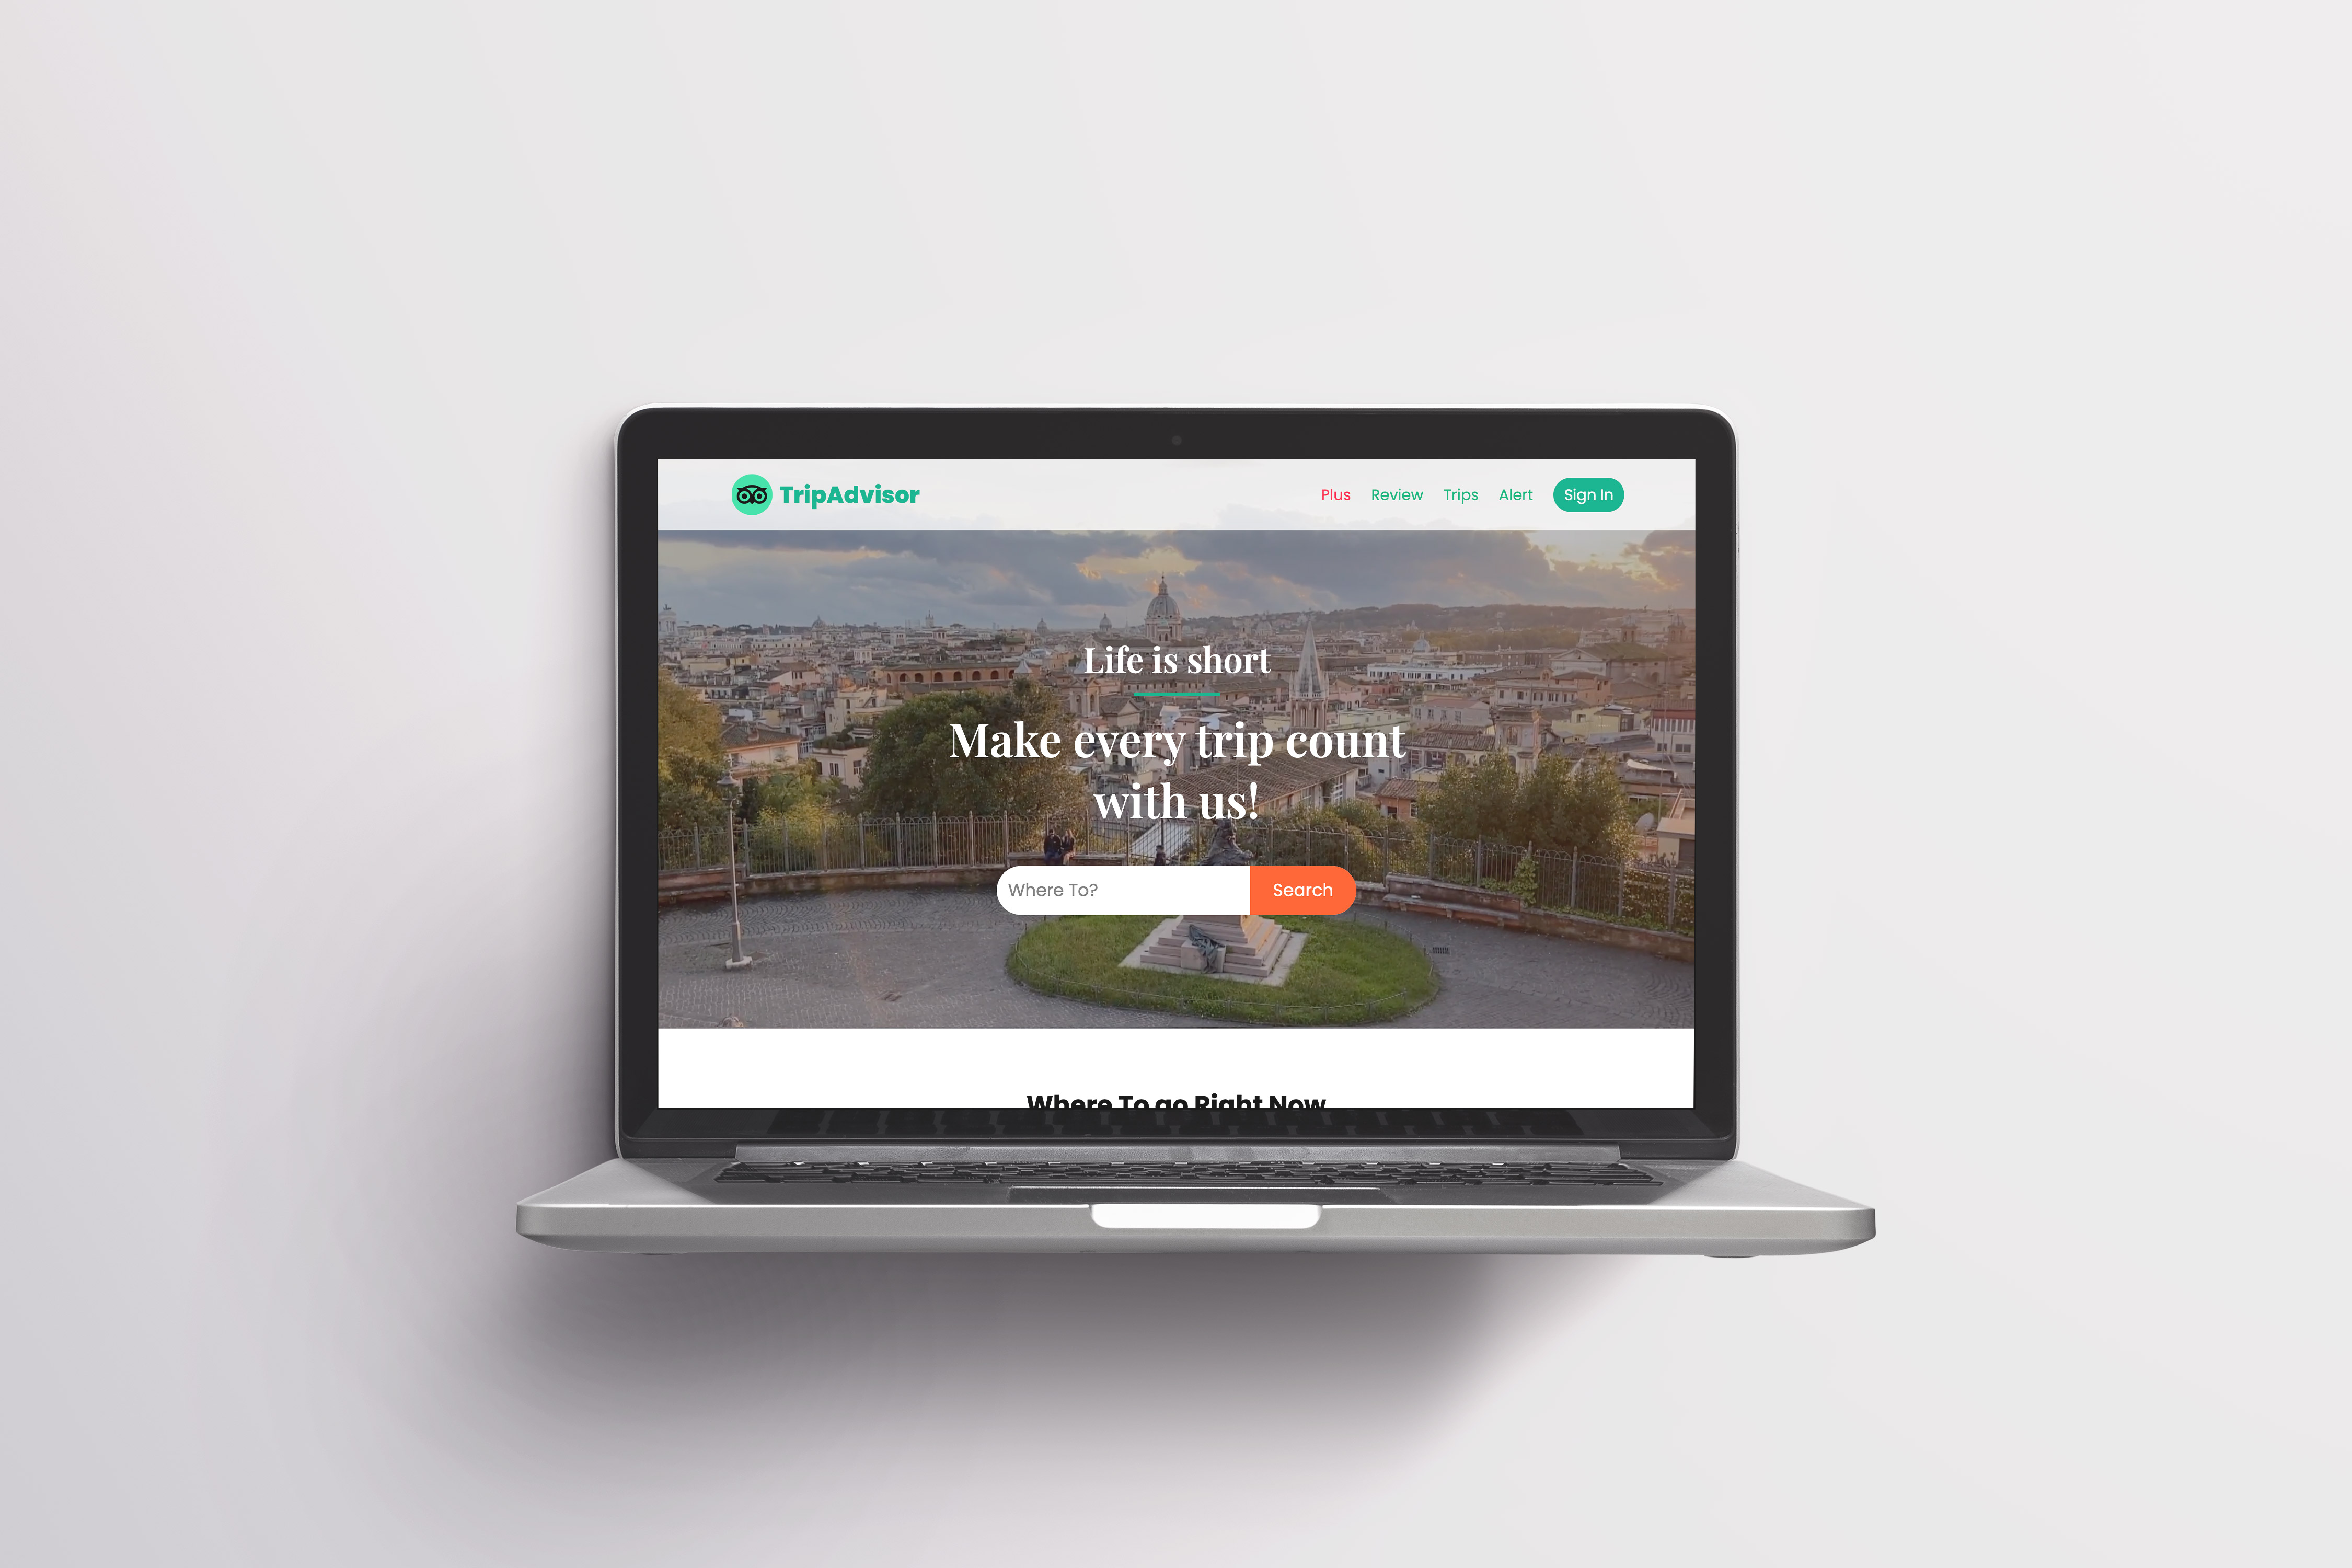 TripAdvisor
Plus Review Trips Alert Sign In
Life is short
Make every trip count
with us!
Where To? Search
Where To go Right Now